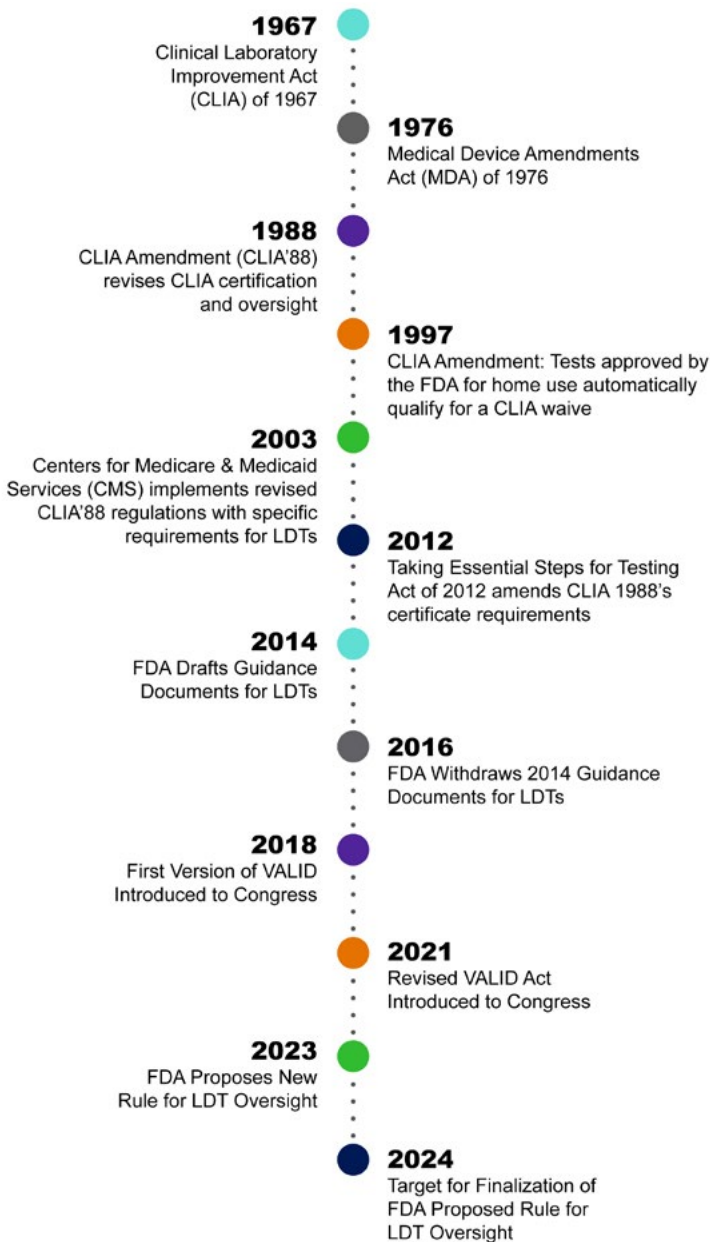 1967
Clinical Laboratory
Improvement Act
(CLIA) of 1967
1976
Medical Device Amendments
Act (MDA) of 1976
1988
CLIA Amendment (CLIA'88)
revises CLIA certification
and oversight
1997
CLIA Amendment: Tests approved by
the FDA for home use automatically
qualify for a CLIA waive
2003
Centers for Medicare & Medicaid
Services (CMS) implements revised
CLIA'88 regulations with specific
requirements for LDTs
2012
Taking Essential Steps for Testing
Act of 2012 amends CLIA 1988's
certificate requirements
2014
FDA Drafts Guidance
Documents for LDTs
2016
FDA Withdraws 2014 Guidance
Documents for LDTs
2018
First Version of VALID
Introduced to Congress
2021
Revised VALID Act
Introduced to Congress
2023
FDA Proposes New
Rule for LDT Oversight
2024
Target for Finalization of
FDA Proposed Rule for
LDT Oversight